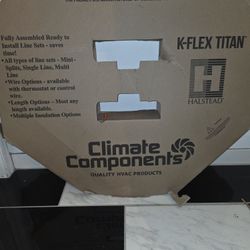 Fully Assembled Ready to
Install Line Sets - saves
time!
•All types of line sets - Mini-
Splits, Single Line, Multi
Line
•Wire Options - available
with thermostat or control
wire.
•Length Options - Most any
length available.
•Multiple Insulation Options
K-FLEX TITAN™
H
HALSTEAD
Climate
Components
QUALITY HVAC PRODUCTS